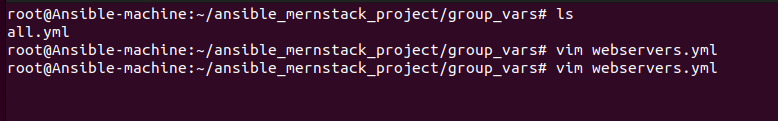 root@Ansible-machine:~/ansible_mernstack_project/group_vars# ls
all.yml
root@Ansible-machine:~/ansible_mernstack_project/group_vars# vim webservers.yml
root@Ansible-machine:~/ansible_mernstack_project/group_vars# vim webservers.yml